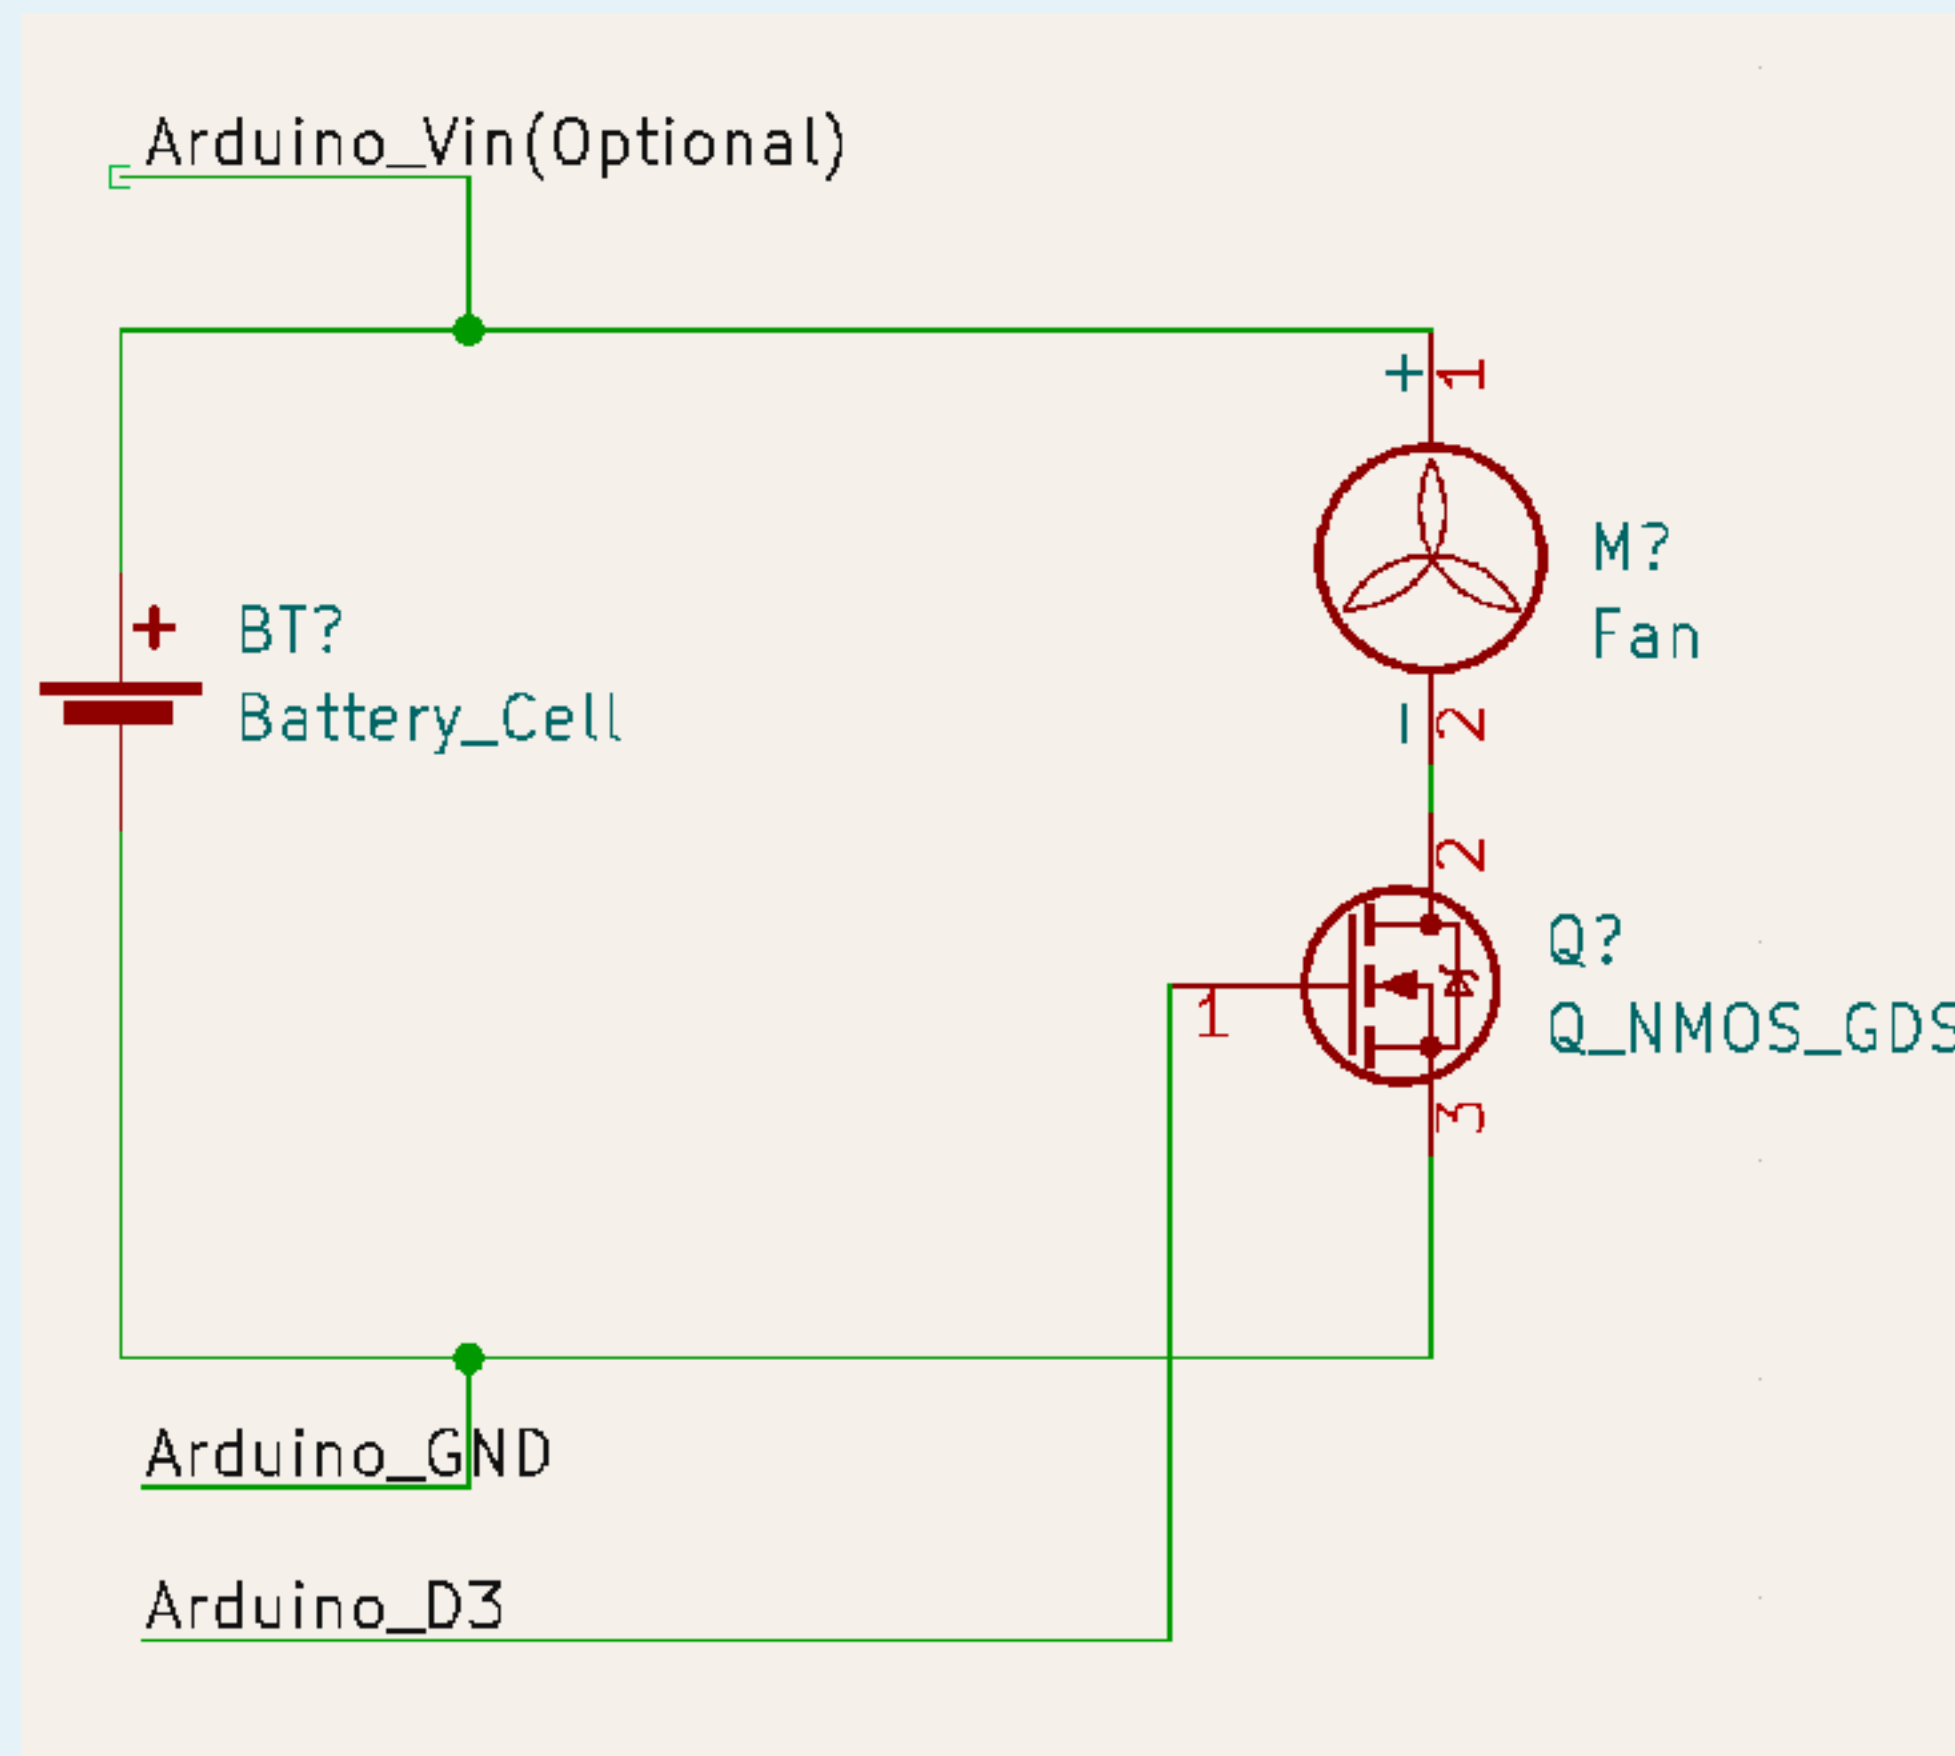 Arduino_Vin(Optional)
+
1
M?
Fan
+
BT?
Battery_Cell
-
2
2
Q?
Q_NMOS_GDS
1
3
Arduino_GND
Arduino_D3